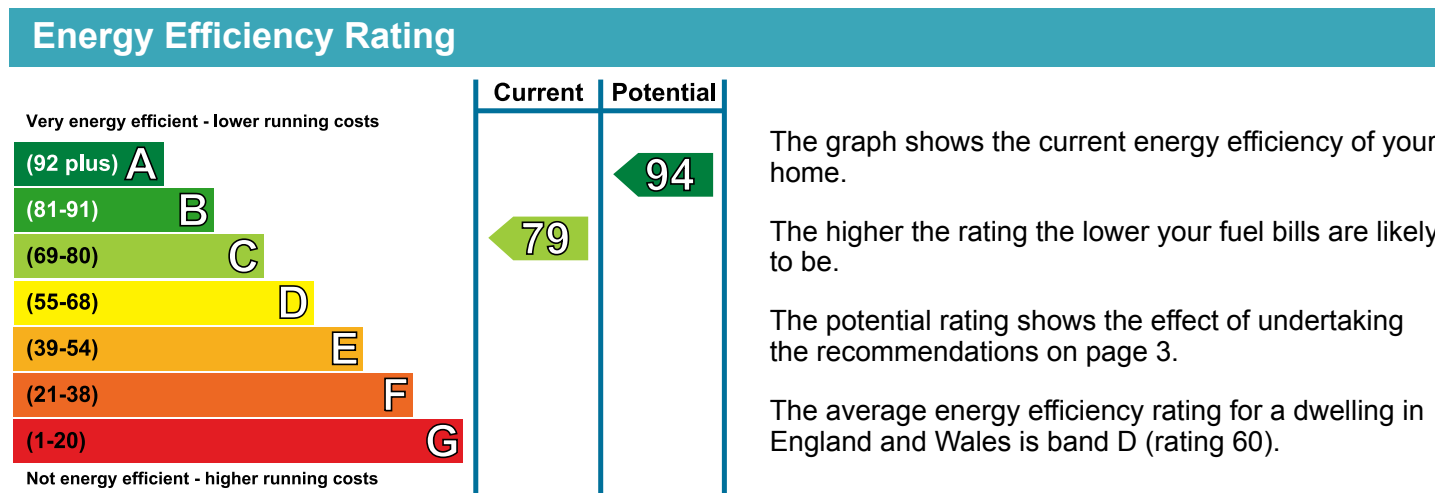 Energy Efficiency Rating
Current Potential
Very energy efficient - lower running costs
(92 plus) A
94
(81-91) B
79
(69-80) C
(55-68) D
(39-54) E
(21-38) F
(1-20) G
Not energy efficient - higher running costs
The graph shows the current energy efficiency of your
home.
The higher the rating the lower your fuel bills are likely
to be.
The potential rating shows the effect of undertaking
the recommendations on page 3.
The average energy efficiency rating for a dwelling in
England and Wales is band D (rating 60).